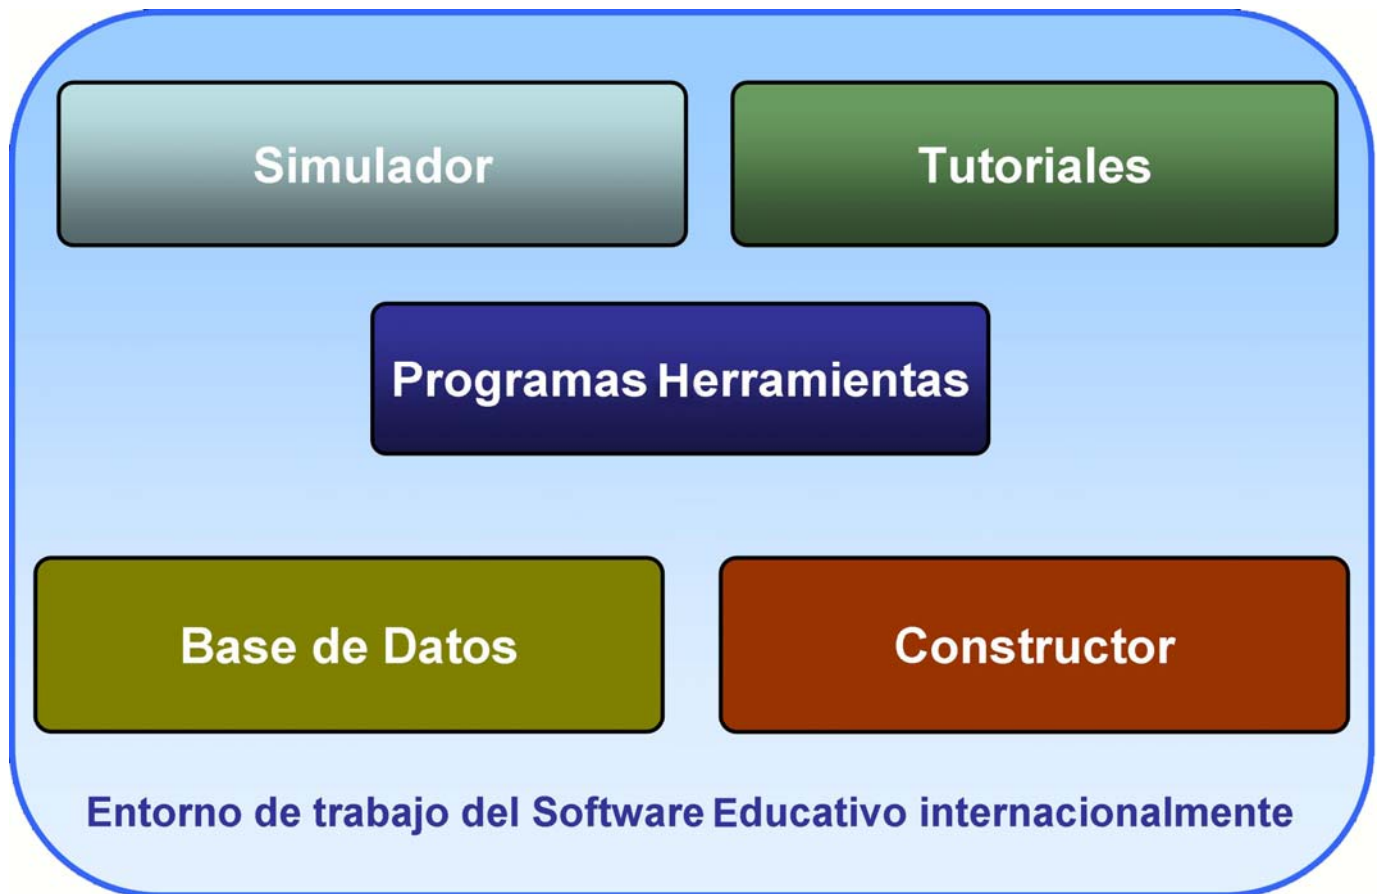 Simulador
Tutoriales
Programas Herramientas
Base de Datos
Constructor
Entorno de trabajo del Software Educativo internacionalmente